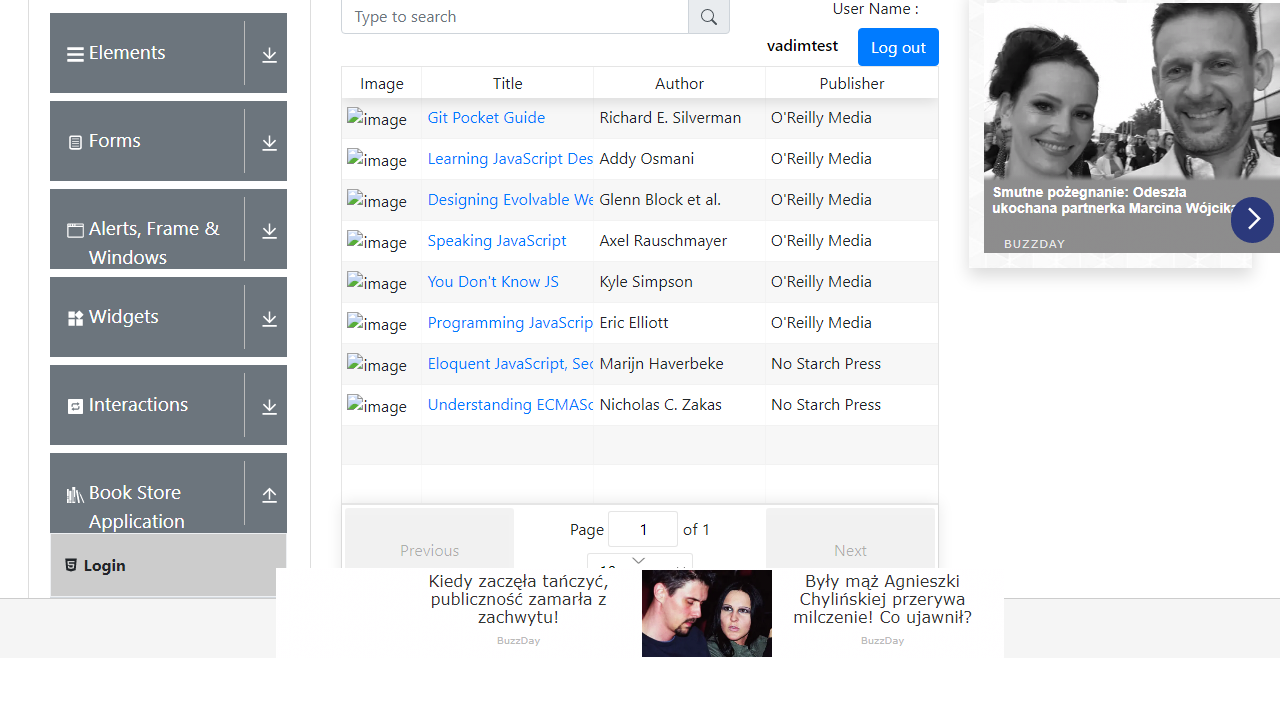 Elements
Forms
Alerts, Frame &
Windows
Widgets
Interactions
Book Store
Application
Login
Type to search
User Name :
vadimtest
Log out
Image Title Author Publisher
image Git Pocket Guide Richard E. Silverman O'Reilly Media
image Learning JavaScript Des Addy Osmani O'Reilly Media
image Designing Evolvable We Glenn Block et al. O'Reilly Media
image Speaking JavaScript Axel Rauschmayer O'Reilly Media
image You Don't Know JS Kyle Simpson O'Reilly Media
image Programming JavaScrip Eric Elliott O'Reilly Media
image Eloquent JavaScript, Sec Marijn Haverbeke No Starch Press
image Understanding ECMASc Nicholas C. Zakas No Starch Press
Previous
Page 1 of 1
Next
Smutne pożegnanie: Odeszła
ukochana partnerka Marcina Wójcika
BUZZDAY
Kiedy zaczęła tańczyć,
publiczność zamarła z
zachwytu!
BuzzDay
Były mąż Agnieszki
Chylińskiej przerywa
milczenie! Co ujawnił?
BuzzDay